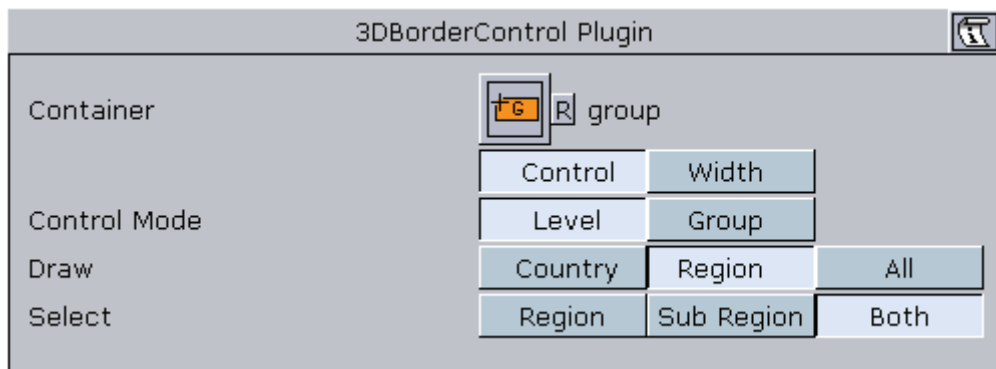 3DBorderControl Plugin
Container G R group
Control Width
Control Mode Level Group
Draw Country Region All
Select Region Sub Region Both